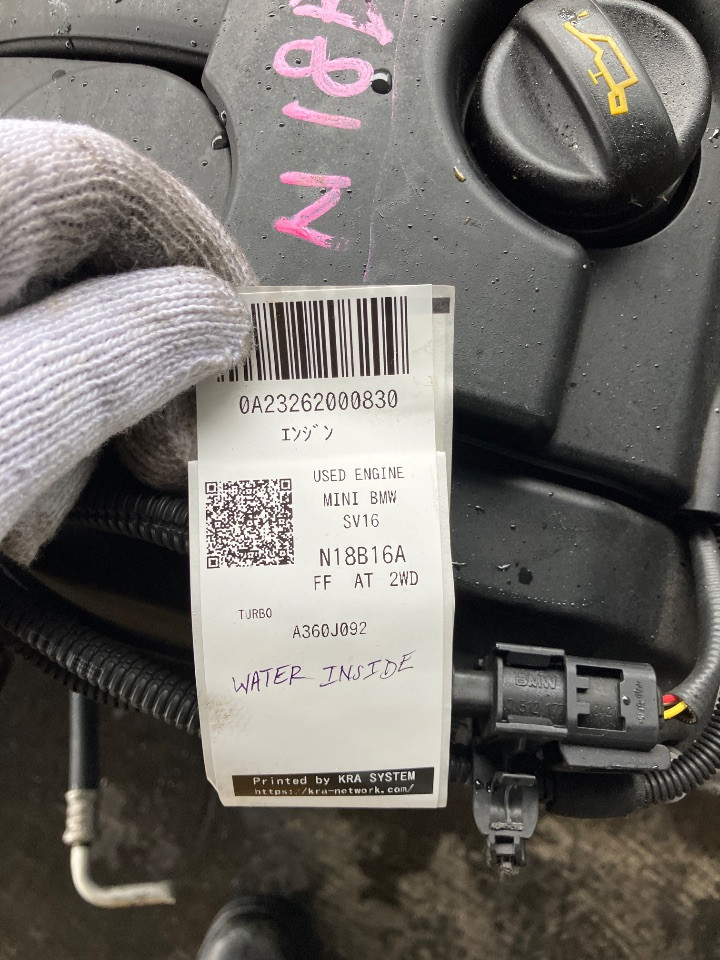 N18A
0A23262000830
ｴﾝｼﾞﾝ
USED ENGINE
MINI BMW
SV16
N18B16A
FF AT 2WD
TURBO
A360J092
WATER INSIDE
BMW
Printed by KRA SYSTEM
https://kra-network.com/